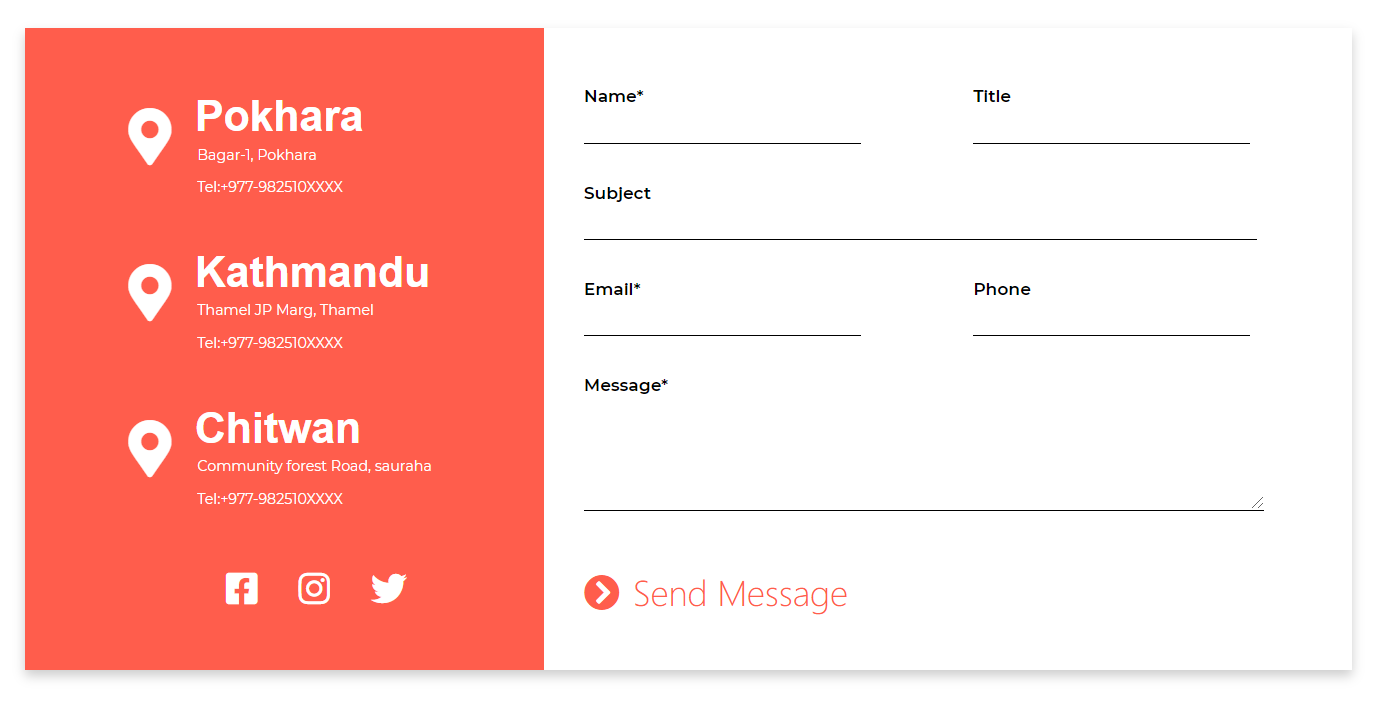 Pokhara
Bagar-1, Pokhara
Tel:+977-982510XXXX
Kathmandu
Thamel JP Marg, Thamel
Tel:+977-982510XXXX
Chitwan
Community forest Road, sauraha
Tel:+977-982510XXXX
Name*
Title
Subject
Email*
Phone
Message*
Send Message